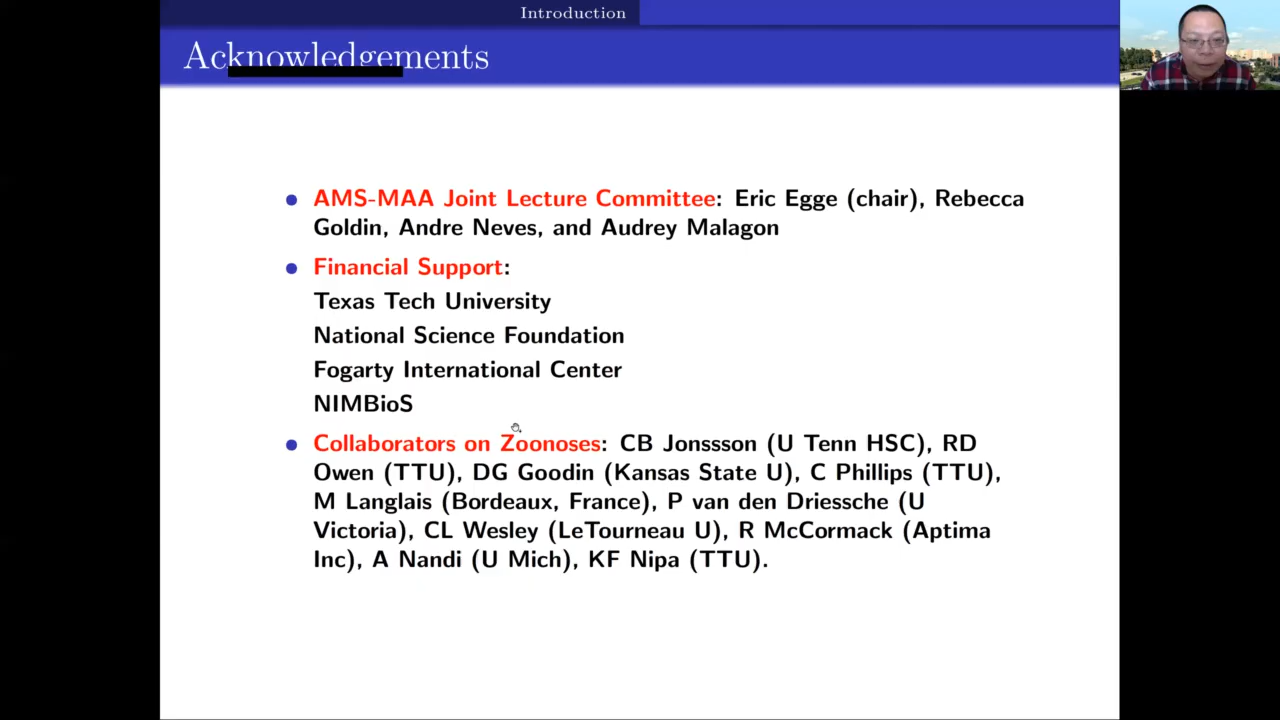 Introduction
Acknowledgements
• AMS-MAA Joint Lecture Committee: Eric Egge (chair), Rebecca
Goldin, Andre Neves, and Audrey Malagon
• Financial Support:
Texas Tech University
National Science Foundation
Fogarty International Center
NIMBioS
• Collaborators on Zoonoses: CB Jonssson (U Tenn HSC), RD
Owen (TTU), DG Goodin (Kansas State U), C Phillips (TTU),
M Langlais (Bordeaux, France), P van den Driessche (U
Victoria), CL Wesley (LeTourneau U), R McCormack (Aptima
Inc), A Nandi (U Mich), KF Nipa (TTU).